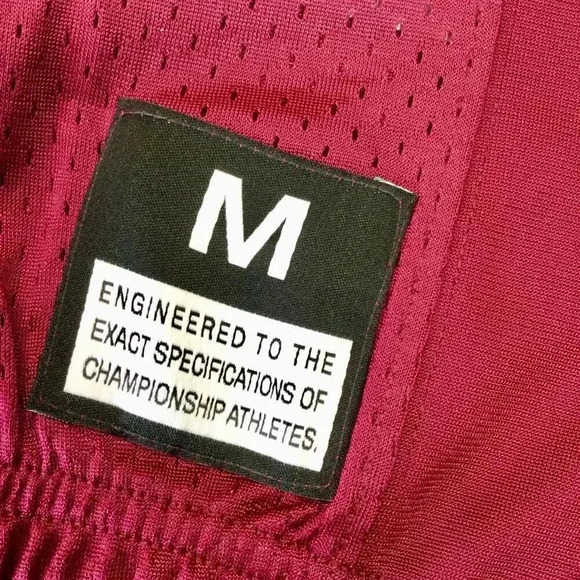 M
ENGINEERED TO THE
EXACT SPECIFICATIONS OF
CHAMPIONSHIP ATHLETES.